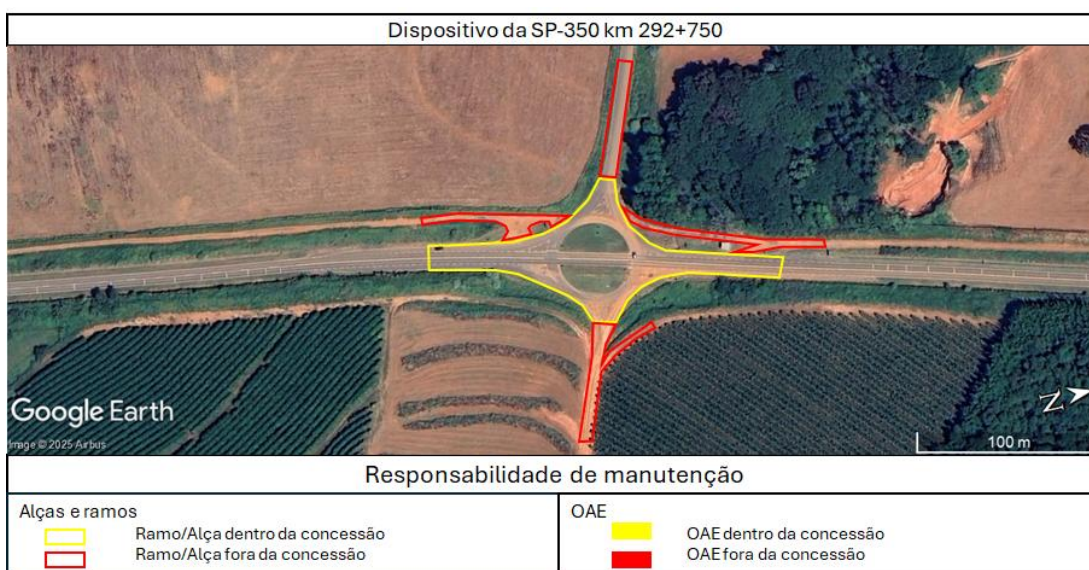 Dispositivo da SP-350 km 292+750
Google Earth
Image © 2025 Airbus
N
100 m
Responsabilidade de manutenção
Alças e ramos
Ramo/Alça dentro da concessão
Ramo/Alça fora da concessão
OAE
OAE dentro da concessão
OAE fora da concessão